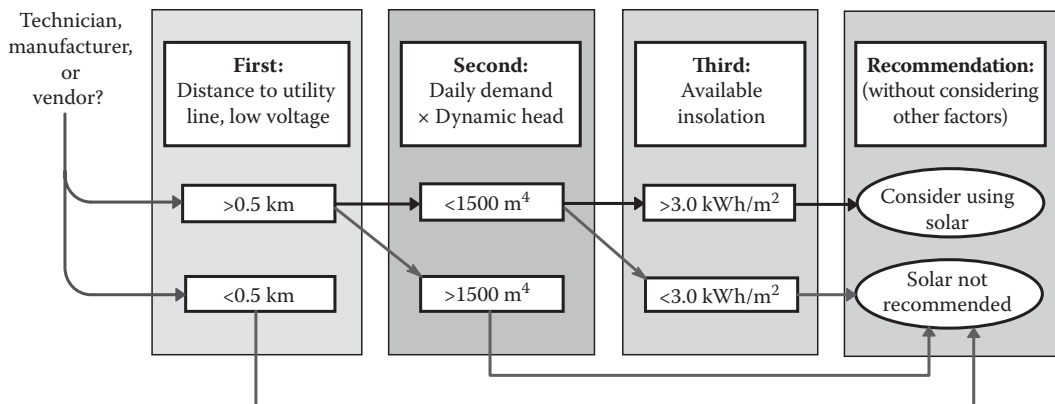 Technician,
manufacturer,
or
vendor?
First:
Distance to utility
line, low voltage
Second:
Daily demand
× Dynamic head
Third:
Available
insolation
Recommendation:
(without considering
other factors)
>0.5 km
<1500 m⁴
>3.0 kWh/m²
Consider using
solar
<0.5 km
>1500 m⁴
<3.0 kWh/m²
Solar not
recommended